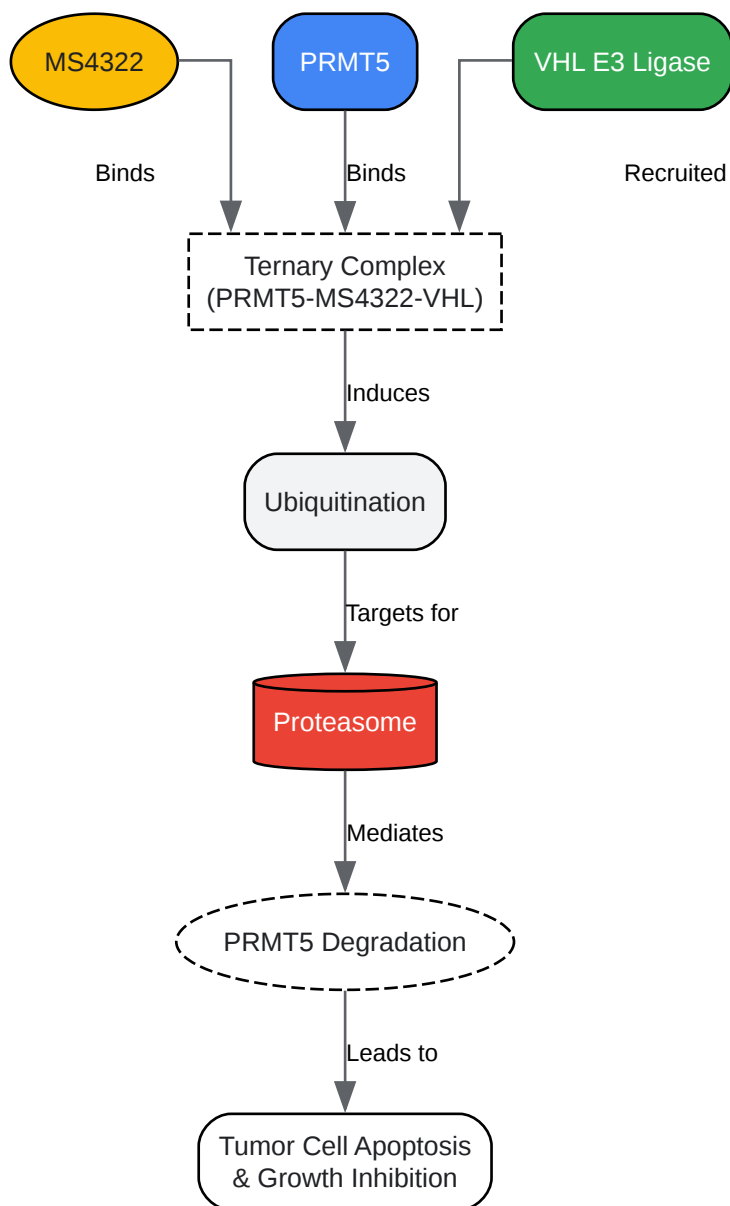 MS4322
PRMT5
VHL E3 Ligase
Binds
Binds
Recruited
Ternary Complex
(PRMT5-MS4322-VHL)
Induces
Ubiquitination
Targets for
Proteasome
Mediates
PRMT5 Degradation
Leads to
Tumor Cell Apoptosis
& Growth Inhibition